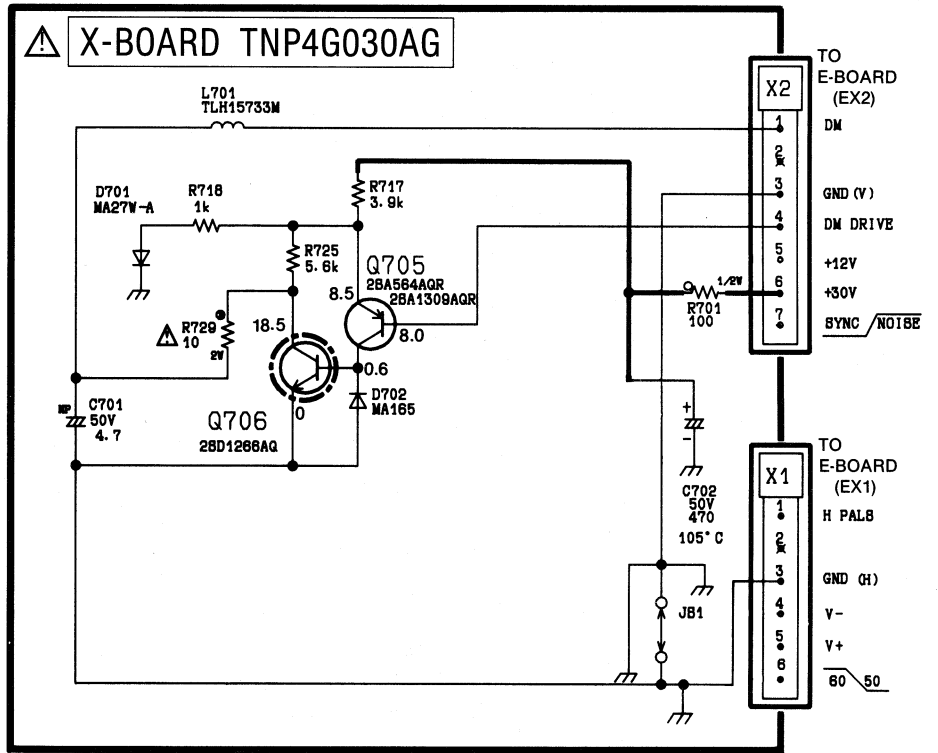 X-BOARD TNP4G030AG
TO
E-BOARD
(EX2)
X2
1
DM
2
3
GND (V)
4
DM DRIVE
5
+12V
6
+30V
7
SYNC / NOISE
L701
TLH15733M
D701
MA27W-A
R718
1k
R717
3.9k
R725
5.6k
Q705
2SA564AQR
2SA1309AQR
8.5
8.0
1/2W
R701
100
R729
10
2W
18.5
0.6
0
NP
C701
50V
4.7
Q706
2SD1266AQ
D702
MA165
+
-
C702
50V
470
105°C
JS1
TO
E-BOARD
(EX1)
X1
1
H PALS
2
3
GND (H)
4
V-
5
V+
6
60 \ 50